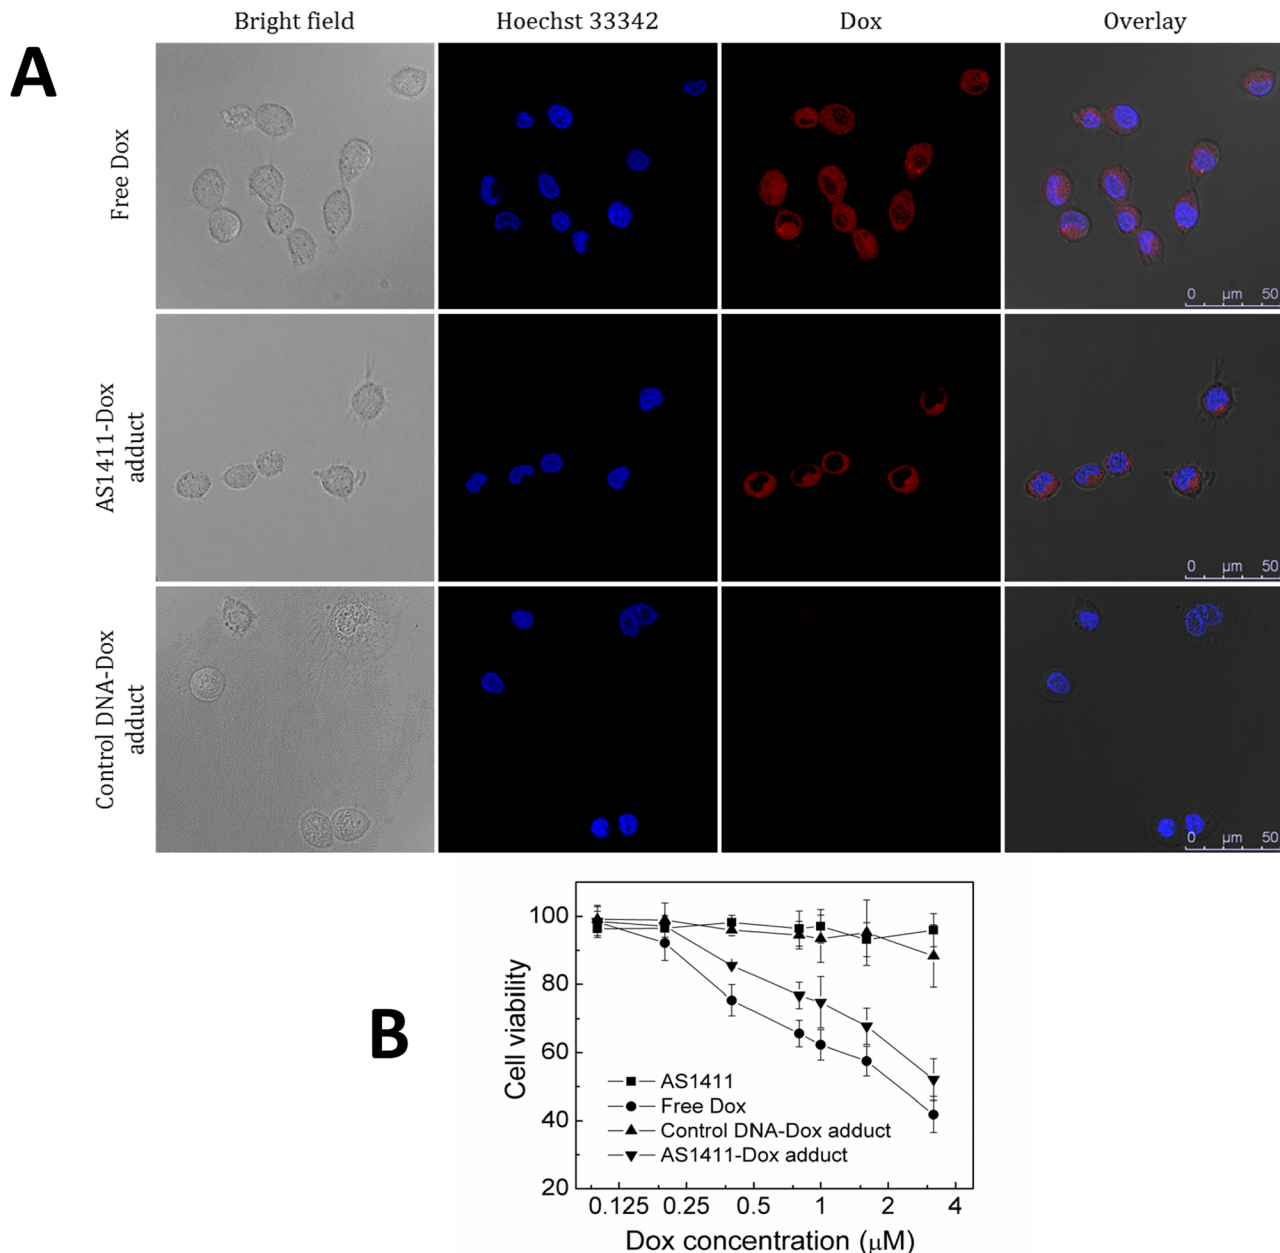 A
Bright field
Hoechst 33342
Dox
Overlay
Free Dox
0 μm 50
AS1411-Dox
adduct
0 μm 50
Control DNA-Dox
adduct
0 μm 50
B
Cell viability
100
80
60
40
20
AS1411
Free Dox
Control DNA-Dox adduct
AS1411-Dox adduct
0.125 0.25 0.5 1 2 4
Dox concentration (μM)